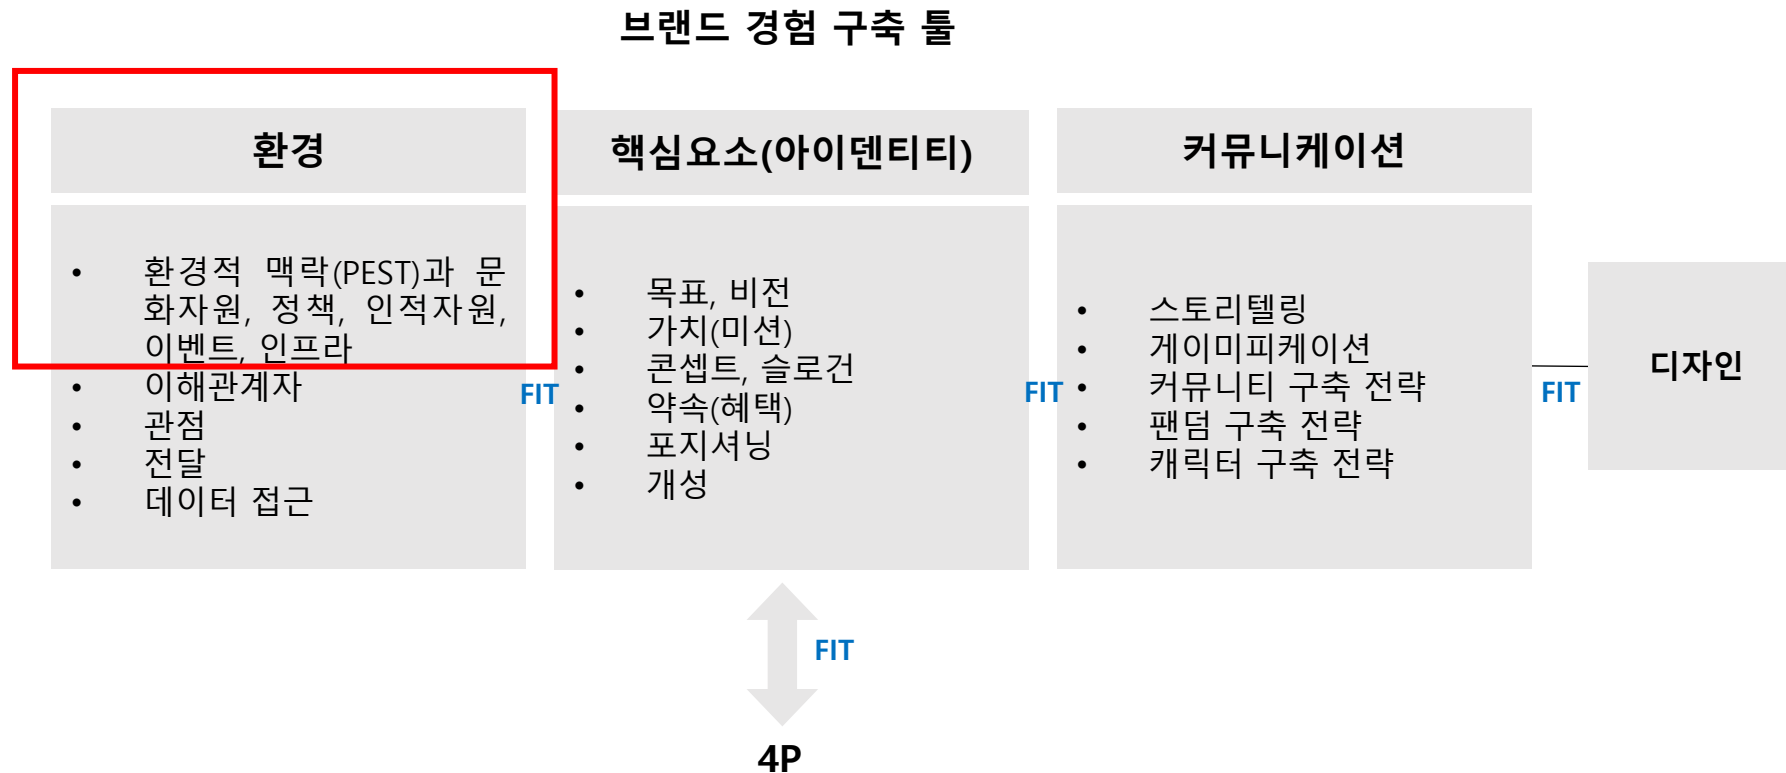 브랜드 경험 구축 툴
환경
• 환경적 맥락(PEST)과 문
화자원, 정책, 인적자원,
이벤트, 인프라
• 이해관계자
• 관점
• 전달
• 데이터 접근
FIT
핵심요소(아이덴티티)
• 목표, 비전
• 가치(미션)
• 콘셉트, 슬로건
• 약속(혜택)
• 포지셔닝
• 개성
FIT
커뮤니케이션
• 스토리텔링
• 게이미피케이션
• 커뮤니티 구축 전략
• 팬덤 구축 전략
• 캐릭터 구축 전략
FIT
디자인
FIT
4P